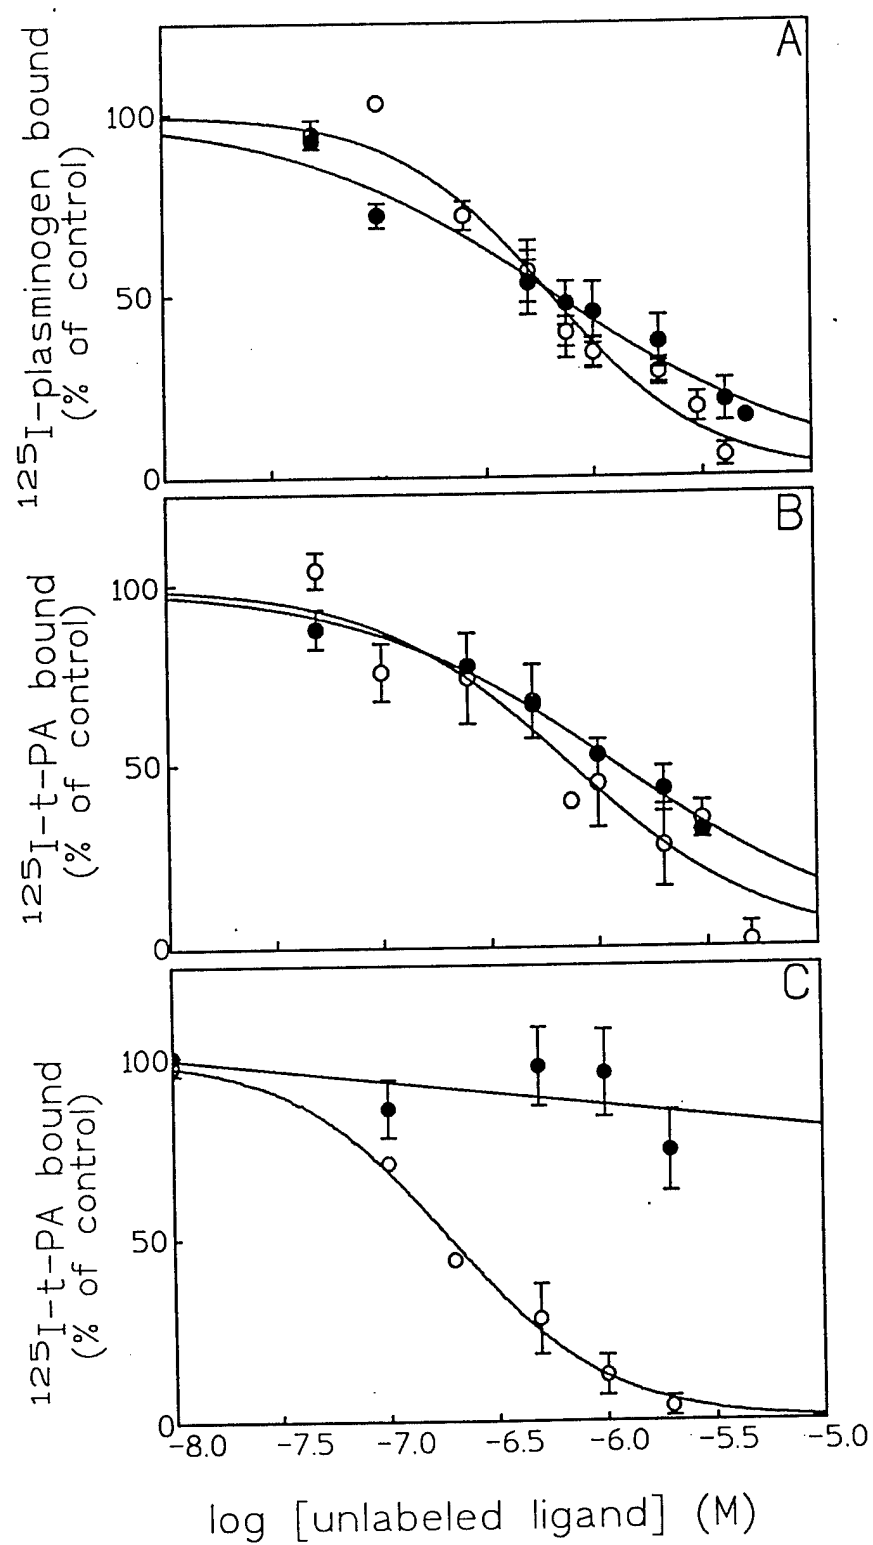 A
125I-plasminogen bound
(% of control)
100
50
0
B
125I-t-PA bound
(% of control)
100
50
0
C
125I-t-PA bound
(% of control)
100
50
0
-8.0 -7.5 -7.0 -6.5 -6.0 -5.5 -5.0
log [unlabeled ligand] (M)